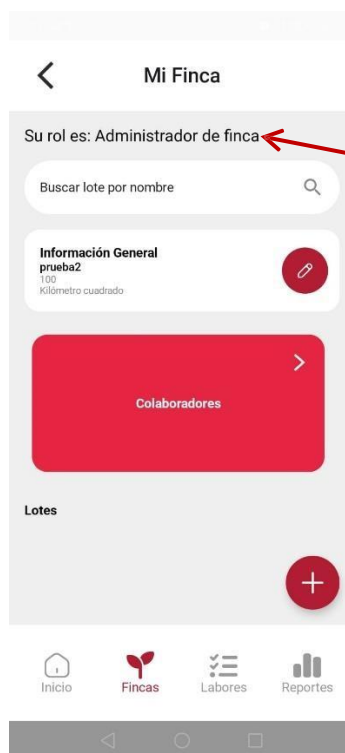 Mi Finca
Su rol es: Administrador de finca
Buscar lote por nombre
Información General
prueba2
100
Kilómetro cuadrado
Colaboradores
Lotes
Inicio
Fincas
Labores
Reportes